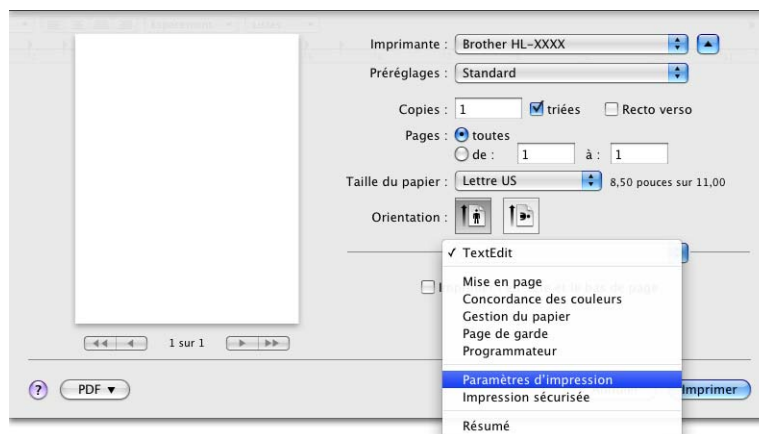 Imprimante : Brother HL-XXXX
Préréglages : Standard
Copies : 1 triées Recto verso
Pages : toutes
de : 1 à : 1
Taille du papier : Lettre US 8,50 pouces sur 11,00
Orientation :
✓ TextEdit
Mise en page
Concordance des couleurs
Gestion du papier
Page de garde
Programmateur
Paramètres d'impression
Impression sécurisée
Résumé
1 sur 1
? PDF ▼
Imprimer